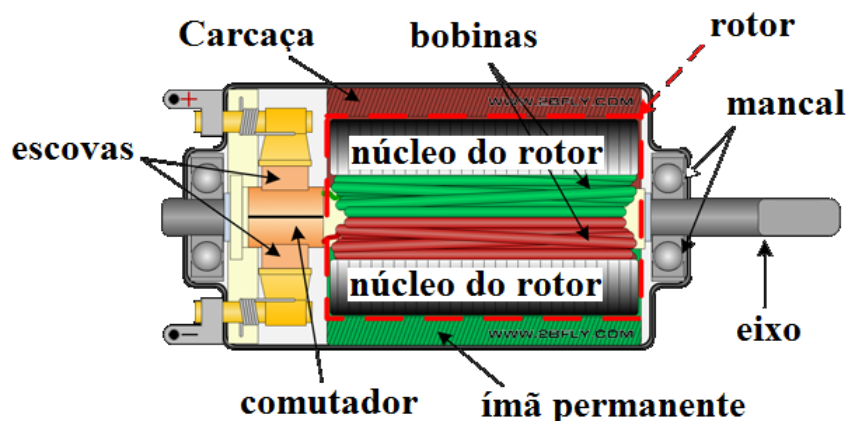 Carcaça
bobinas
rotor
+
WWW.2BFLY.COM
mancal
escovas
núcleo do rotor
núcleo do rotor
WWW.2BFLY.COM
−
eixo
comutador
ímã permanente